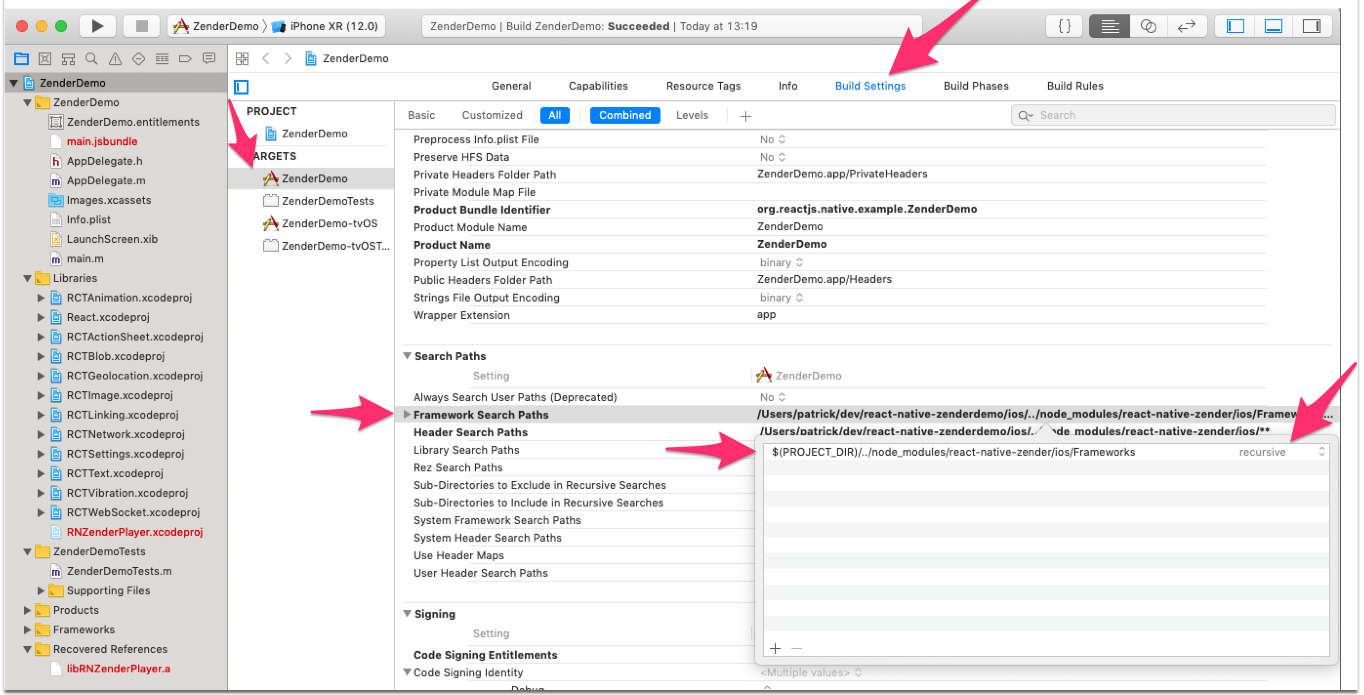 ZenderDemo
iPhone XR (12.0)
ZenderDemo | Build ZenderDemo: Succeeded | Today at 13:19
{ }
ZenderDemo
General Capabilities Resource Tags Info Build Settings Build Phases Build Rules
Basic Customized All Combined Levels +
Search
ZenderDemo
ZenderDemo
ZenderDemo.entitlements
main.jsbundle
AppDelegate.h
AppDelegate.m
Images.xcassets
Info.plist
LaunchScreen.xib
main.m
Libraries
RCTAnimation.xcodeproj
React.xcodeproj
RCTActionSheet.xcodeproj
RCTBlob.xcodeproj
RCTGeolocation.xcodeproj
RCTImage.xcodeproj
RCTLinking.xcodeproj
RCTNetwork.xcodeproj
RCTSettings.xcodeproj
RCTText.xcodeproj
RCTVibration.xcodeproj
RCTWebSocket.xcodeproj
RNZenderPlayer.xcodeproj
ZenderDemoTests
ZenderDemoTests.m
Supporting Files
Products
Frameworks
Recovered References
libRNZenderPlayer.a
PROJECT
ZenderDemo
ARGETS
ZenderDemo
ZenderDemoTests
ZenderDemo-tvOS
ZenderDemo-tvOST...
Preprocess Info.plist File No
Preserve HFS Data No
Private Headers Folder Path ZenderDemo.app/PrivateHeaders
Private Module Map File
Product Bundle Identifier org.reactjs.native.example.ZenderDemo
Product Module Name ZenderDemo
Product Name ZenderDemo
Property List Output Encoding binary
Public Headers Folder Path ZenderDemo.app/Headers
Strings File Output Encoding binary
Wrapper Extension app
Search Paths
Setting ZenderDemo
Always Search User Paths (Deprecated) No
Framework Search Paths /Users/patrick/dev/react-native-zenderdemo/ios/../node_modules/react-native-zender/ios/Framew...
Header Search Paths /Users/patrick/dev/react-native-zenderdemo/ios/. ode_modules/react-native-zender/ios/**
Library Search Paths
Rez Search Paths
Sub-Directories to Exclude in Recursive Searches
Sub-Directories to Include in Recursive Searches
System Framework Search Paths
System Header Search Paths
Use Header Maps
User Header Search Paths
$(PROJECT_DIR)/../node_modules/react-native-zender/ios/Frameworks recursive
+ −
Signing
Setting
Code Signing Entitlements
Code Signing Identity <Multiple values>
Debug